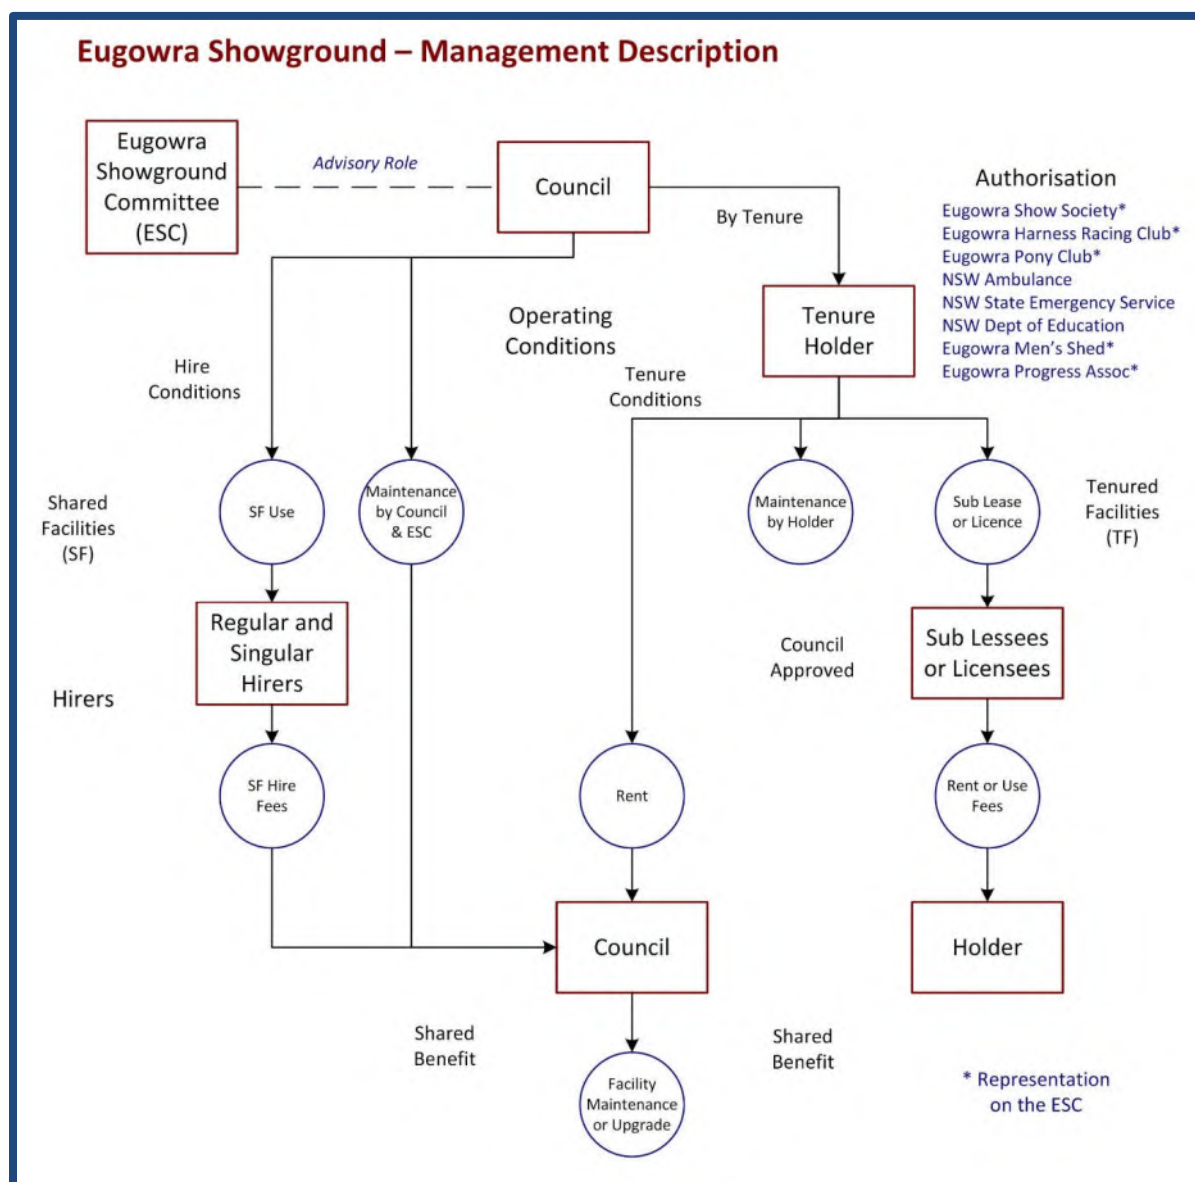 Eugowra Showground – Management Description
Eugowra
Showground
Committee
(ESC)
Advisory Role
Council
By Tenure
Authorisation
Eugowra Show Society*
Eugowra Harness Racing Club*
Eugowra Pony Club*
NSW Ambulance
NSW State Emergency Service
NSW Dept of Education
Eugowra Men's Shed*
Eugowra Progress Assoc*
Tenure
Holder
Operating
Conditions
Hire
Conditions
Tenure
Conditions
Shared
Facilities
(SF)
SF Use
Maintenance
by Council
& ESC
Maintenance
by Holder
Sub Lease
or Licence
Tenured
Facilities
(TF)
Regular and
Singular
Hirers
Council
Approved
Sub Lessees
or Licensees
Hirers
SF Hire
Fees
Rent
Rent or Use
Fees
Council
Holder
Shared
Benefit
Shared
Benefit
Facility
Maintenance
or Upgrade
* Representation
on the ESC